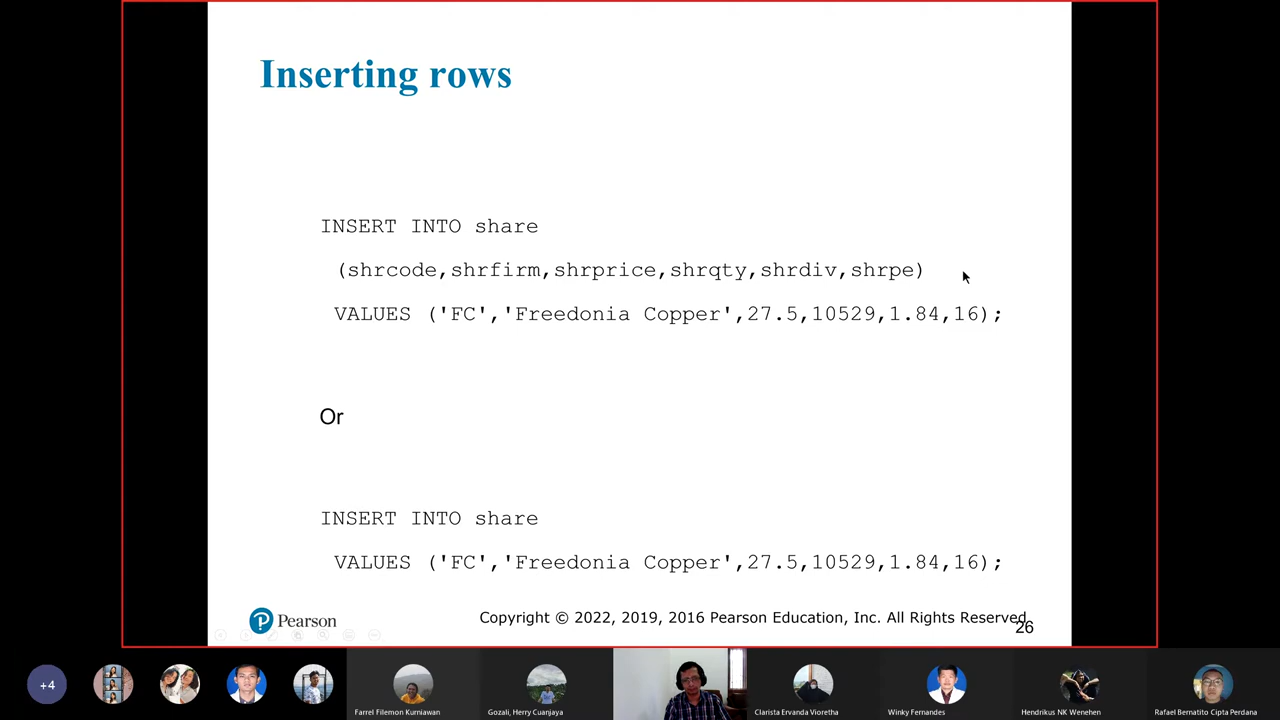 Inserting rows
INSERT INTO share
(shrcode,shrfirm,shrprice,shrqty,shrdiv,shrpe)
VALUES ('FC','Freedonia Copper',27.5,10529,1.84,16);
Or
INSERT INTO share
VALUES ('FC','Freedonia Copper',27.5,10529,1.84,16);
Pearson
Copyright © 2022, 2019, 2016 Pearson Education, Inc. All Rights Reserved
26
+4
Farrel Filemon Kurniawan
Gozali, Herry Cuanjaya
Clarista Ervanda Vioretha
Winky Fernandes
Hendrikus NK Wenehen
Rafael Bernatito Cipta Perdana